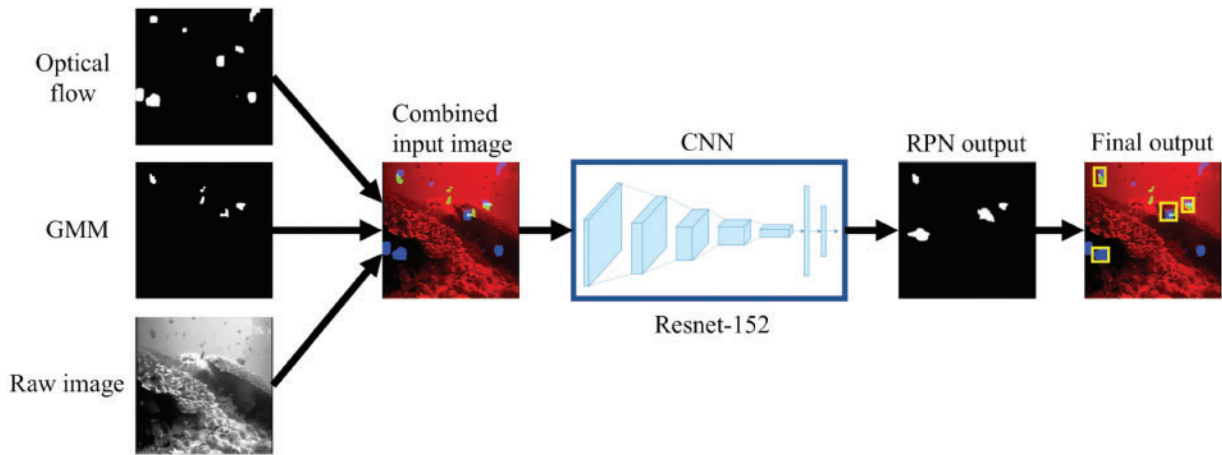 Optical
flow
GMM
Raw image
Combined
input image
CNN
Resnet-152
RPN output
Final output